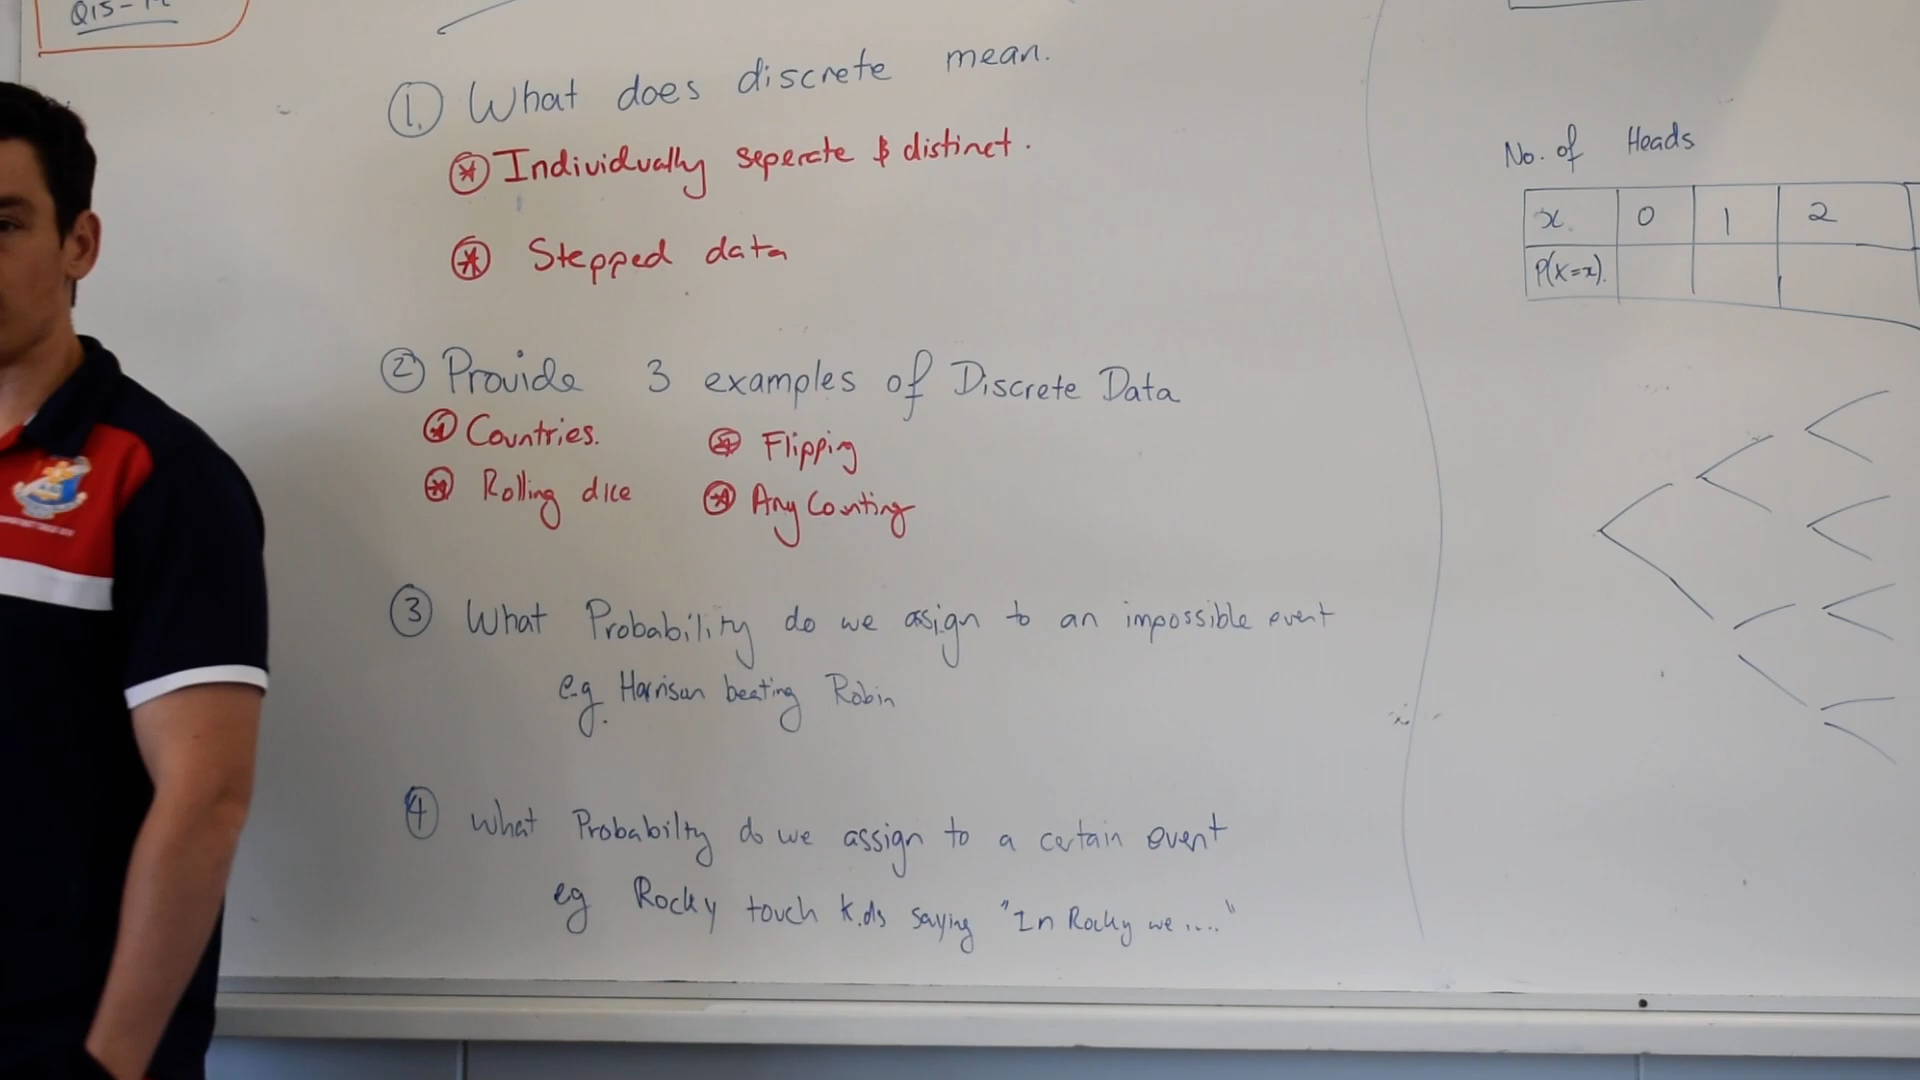 Q15-
1. What does discrete mean.
* Individually seperate & distinct.
* Stepped data
2 Provide 3 examples of Discrete Data
* Countries. * Flipping
* Rolling dice * Any Counting
3 What Probability do we assign to an impossible event
e.g Harrison beating Robin
4 What Probabilty do we assign to a certain event
eg Rocky touch kids saying "In Rocky we ...."
No. of Heads
x. 0 1 2
P(X=x).